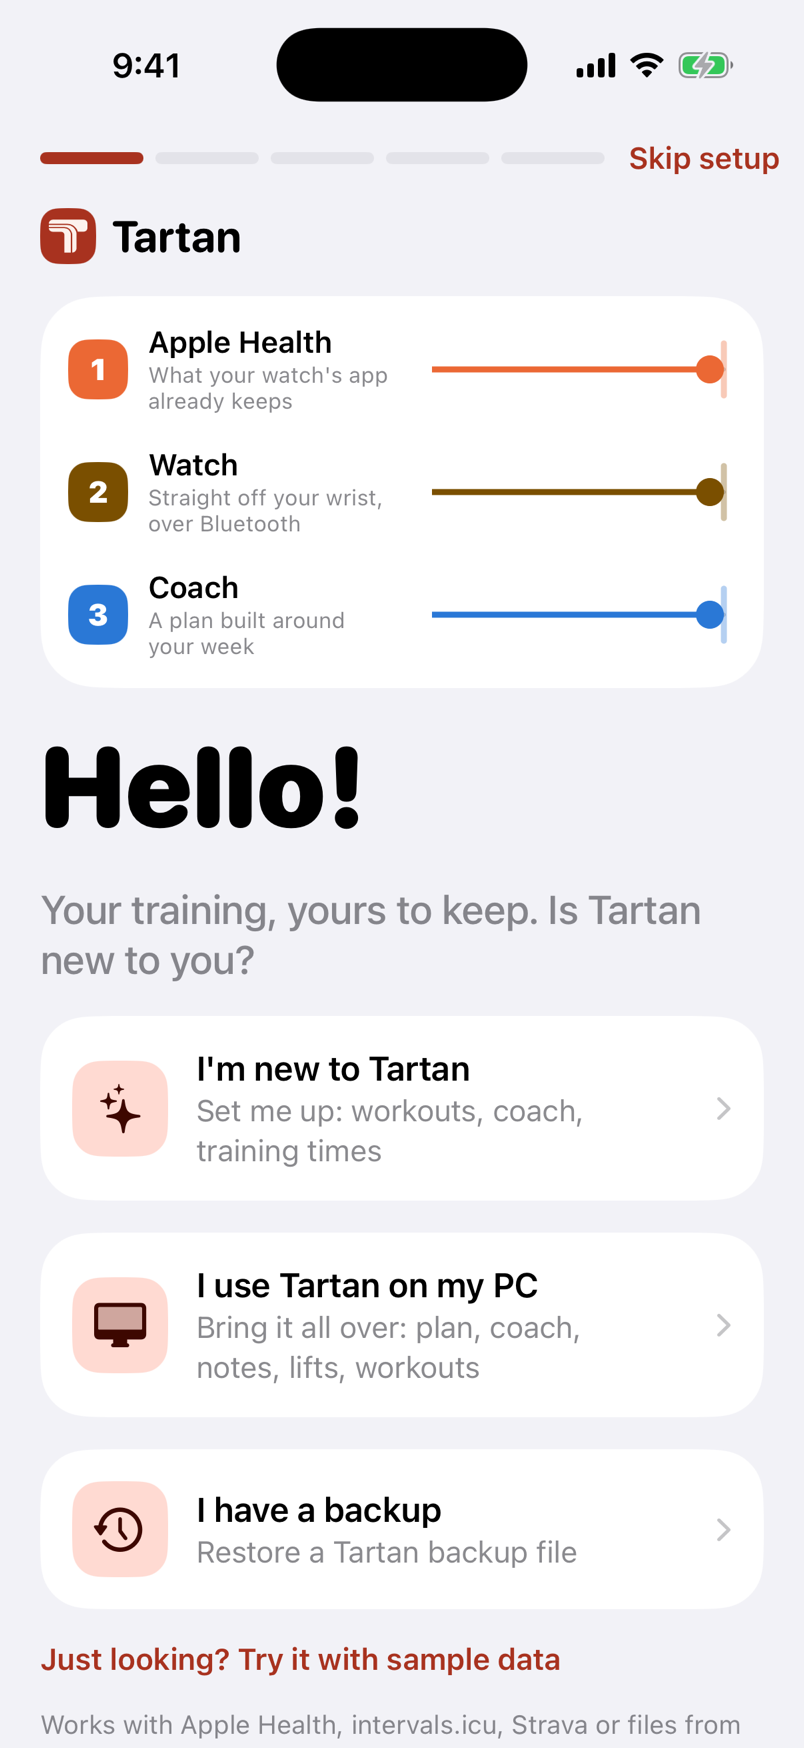 9:41
Skip setup
Tartan
1
Apple Health
What your watch's app
already keeps
2
Watch
Straight off your wrist,
over Bluetooth
3
Coach
A plan built around
your week
Hello!
Your training, yours to keep. Is Tartan
new to you?
I'm new to Tartan
Set me up: workouts, coach,
training times
I use Tartan on my PC
Bring it all over: plan, coach,
notes, lifts, workouts
I have a backup
Restore a Tartan backup file
Just looking? Try it with sample data
Works with Apple Health, intervals.icu, Strava or files from